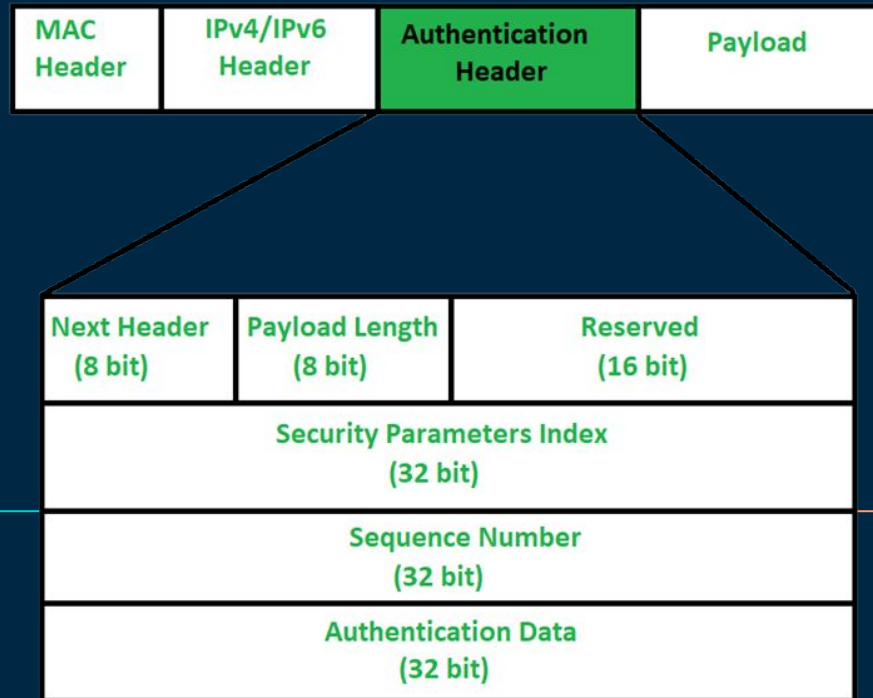 MAC
Header
IPv4/IPv6
Header
Authentication
Header
Payload
Next Header
(8 bit)
Payload Length
(8 bit)
Reserved
(16 bit)
Security Parameters Index
(32 bit)
Sequence Number
(32 bit)
Authentication Data
(32 bit)